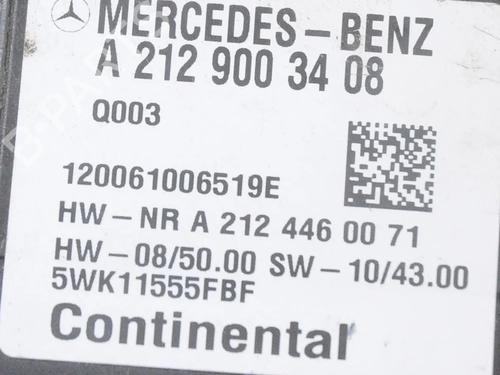 MERCEDES-BENZ
A 212 900 34 08
Q003
120061006519E
HW-NR A 212 446 00 71
HW-08/50.00 SW-10/43.00
5WK11555FBF
Continental